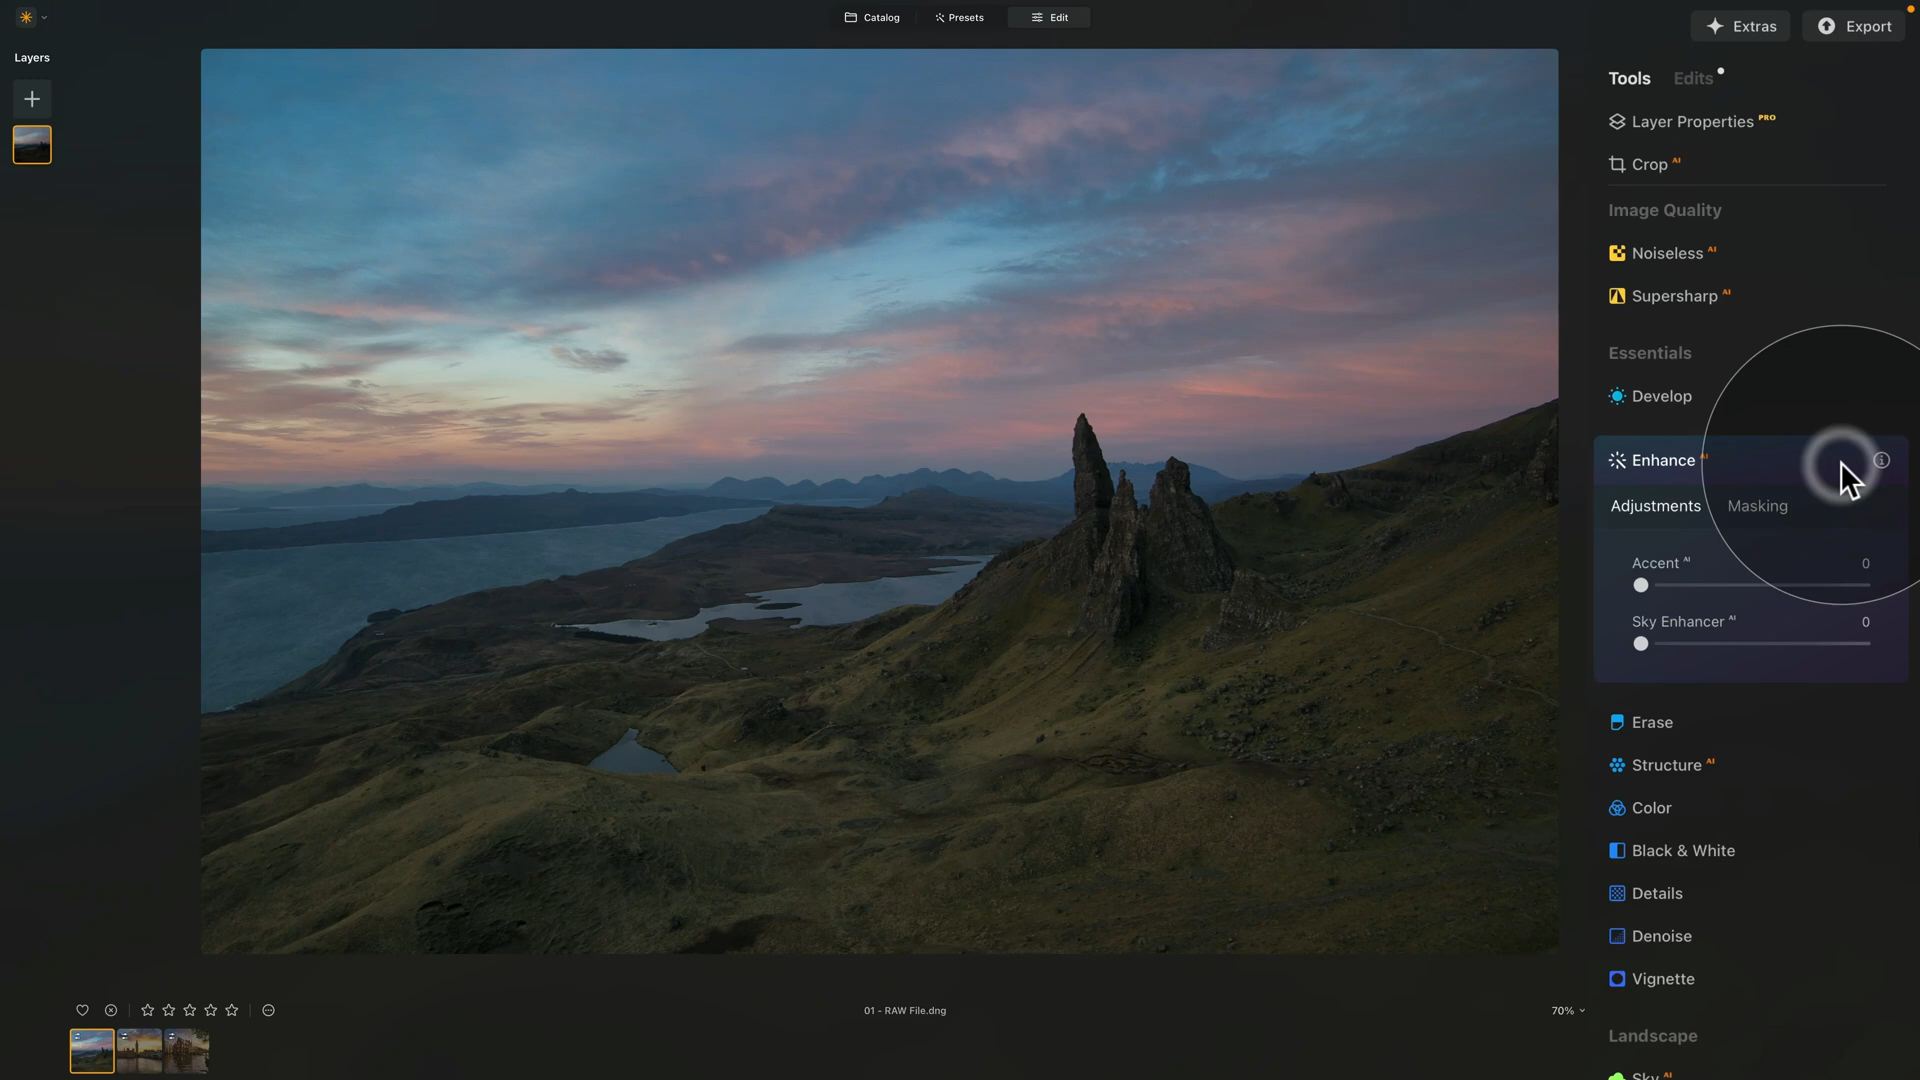 Catalog
Presets
Edit
Extras
Export
Layers
Tools
Edits
Layer Properties PRO
Crop AI
Image Quality
Noiseless AI
Supersharp AI
Essentials
Develop
Enhance AI
Adjustments
Masking
Accent AI
0
Sky Enhancer AI
0
Erase
Structure AI
Color
Black & White
Details
Denoise
Vignette
01 - RAW File.dng
70%
Landscape
Sky AI